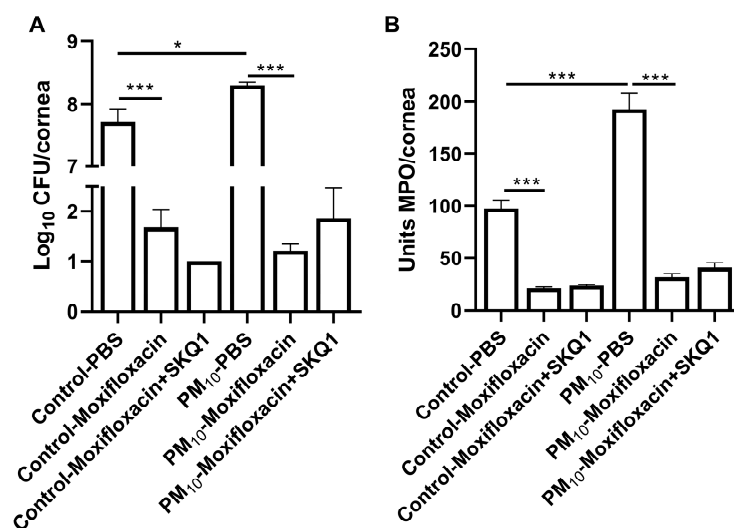 A
Log₁₀ CFU/cornea
9
8
7
2
1
0
*
***
***
Control-PBS
Control-Moxifloxacin
Control-Moxifloxacin+SKQ1
PM₁₀-PBS
PM₁₀-Moxifloxacin
PM₁₀-Moxifloxacin+SKQ1
B
Units MPO/cornea
250
200
150
100
50
0
***
***
***
Control-PBS
Control-Moxifloxacin
Control-Moxifloxacin+SKQ1
PM₁₀-PBS
PM₁₀-Moxifloxacin
PM₁₀-Moxifloxacin+SKQ1